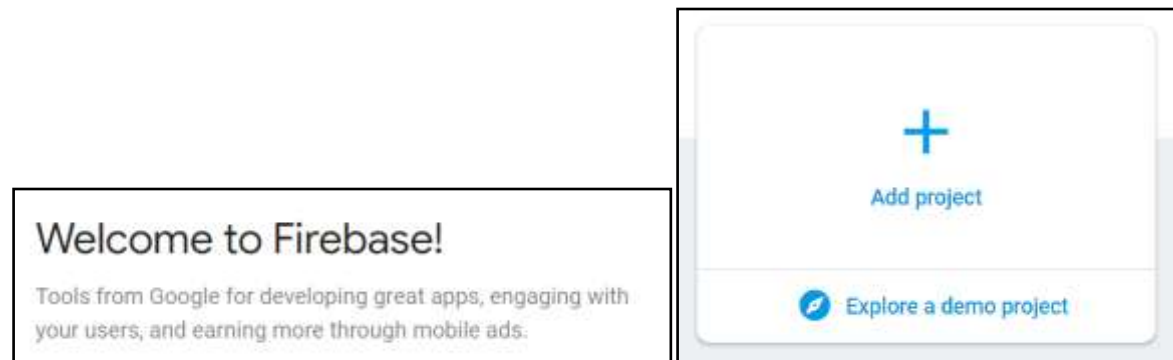 Welcome to Firebase!
Tools from Google for developing great apps, engaging with
your users, and earning more through mobile ads.
Add project
Explore a demo project